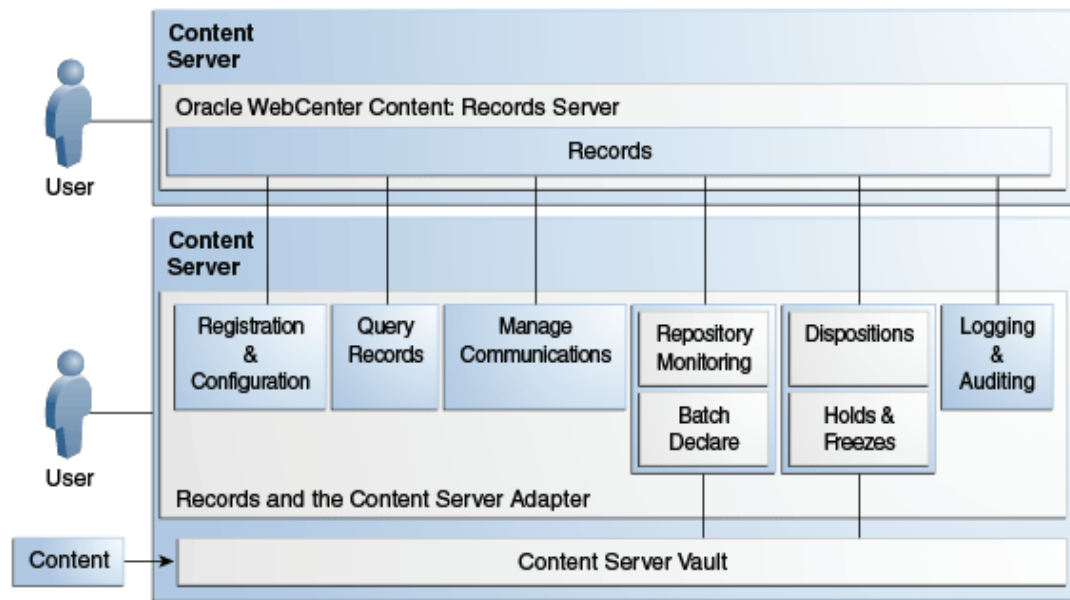 Content
Server
Oracle WebCenter Content: Records Server
Records
User
Content
Server
Registration
&
Configuration
Query
Records
Manage
Communications
Repository
Monitoring
Batch
Declare
Dispositions
Holds &
Freezes
Logging
&
Auditing
User
Records and the Content Server Adapter
Content
Content Server Vault